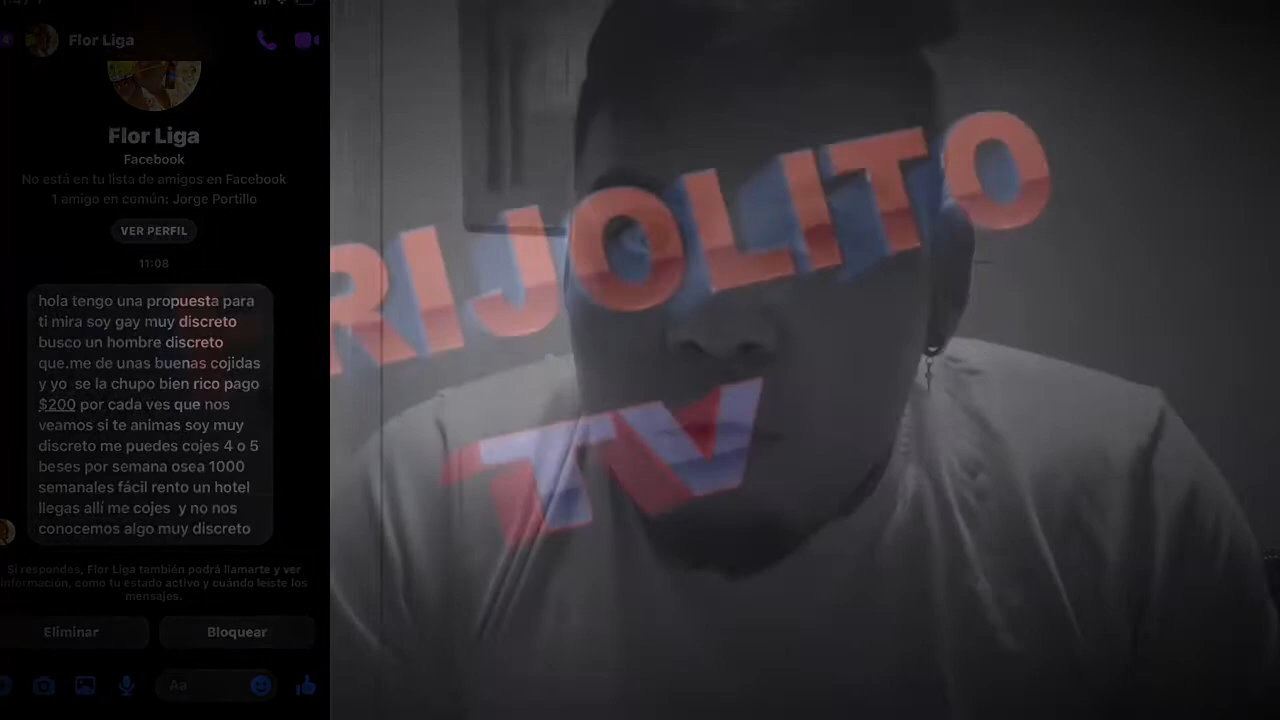 Flor Liga
Flor Liga
Facebook
No está en tu lista de amigos en Facebook
1 amigo en común: Jorge Portillo
VER PERFIL
11:08
hola tengo una propuesta para
ti mira soy gay muy discreto
busco un hombre discreto
que.me de unas buenas cojidas
y yo se la chupo bien rico pago
$200 por cada ves que nos
veamos si te animas soy muy
discreto me puedes cojes 4 o 5
beses por semana osea 1000
semanales fácil rento un hotel
llegas allí me cojes y no nos
conocemos algo muy discreto
Si respondes, Flor Liga también podrá llamarte y ver
información, como tu estado activo y cuándo leíste los
mensajes.
Eliminar
Bloquear
Aa
RIJOLITO
TV